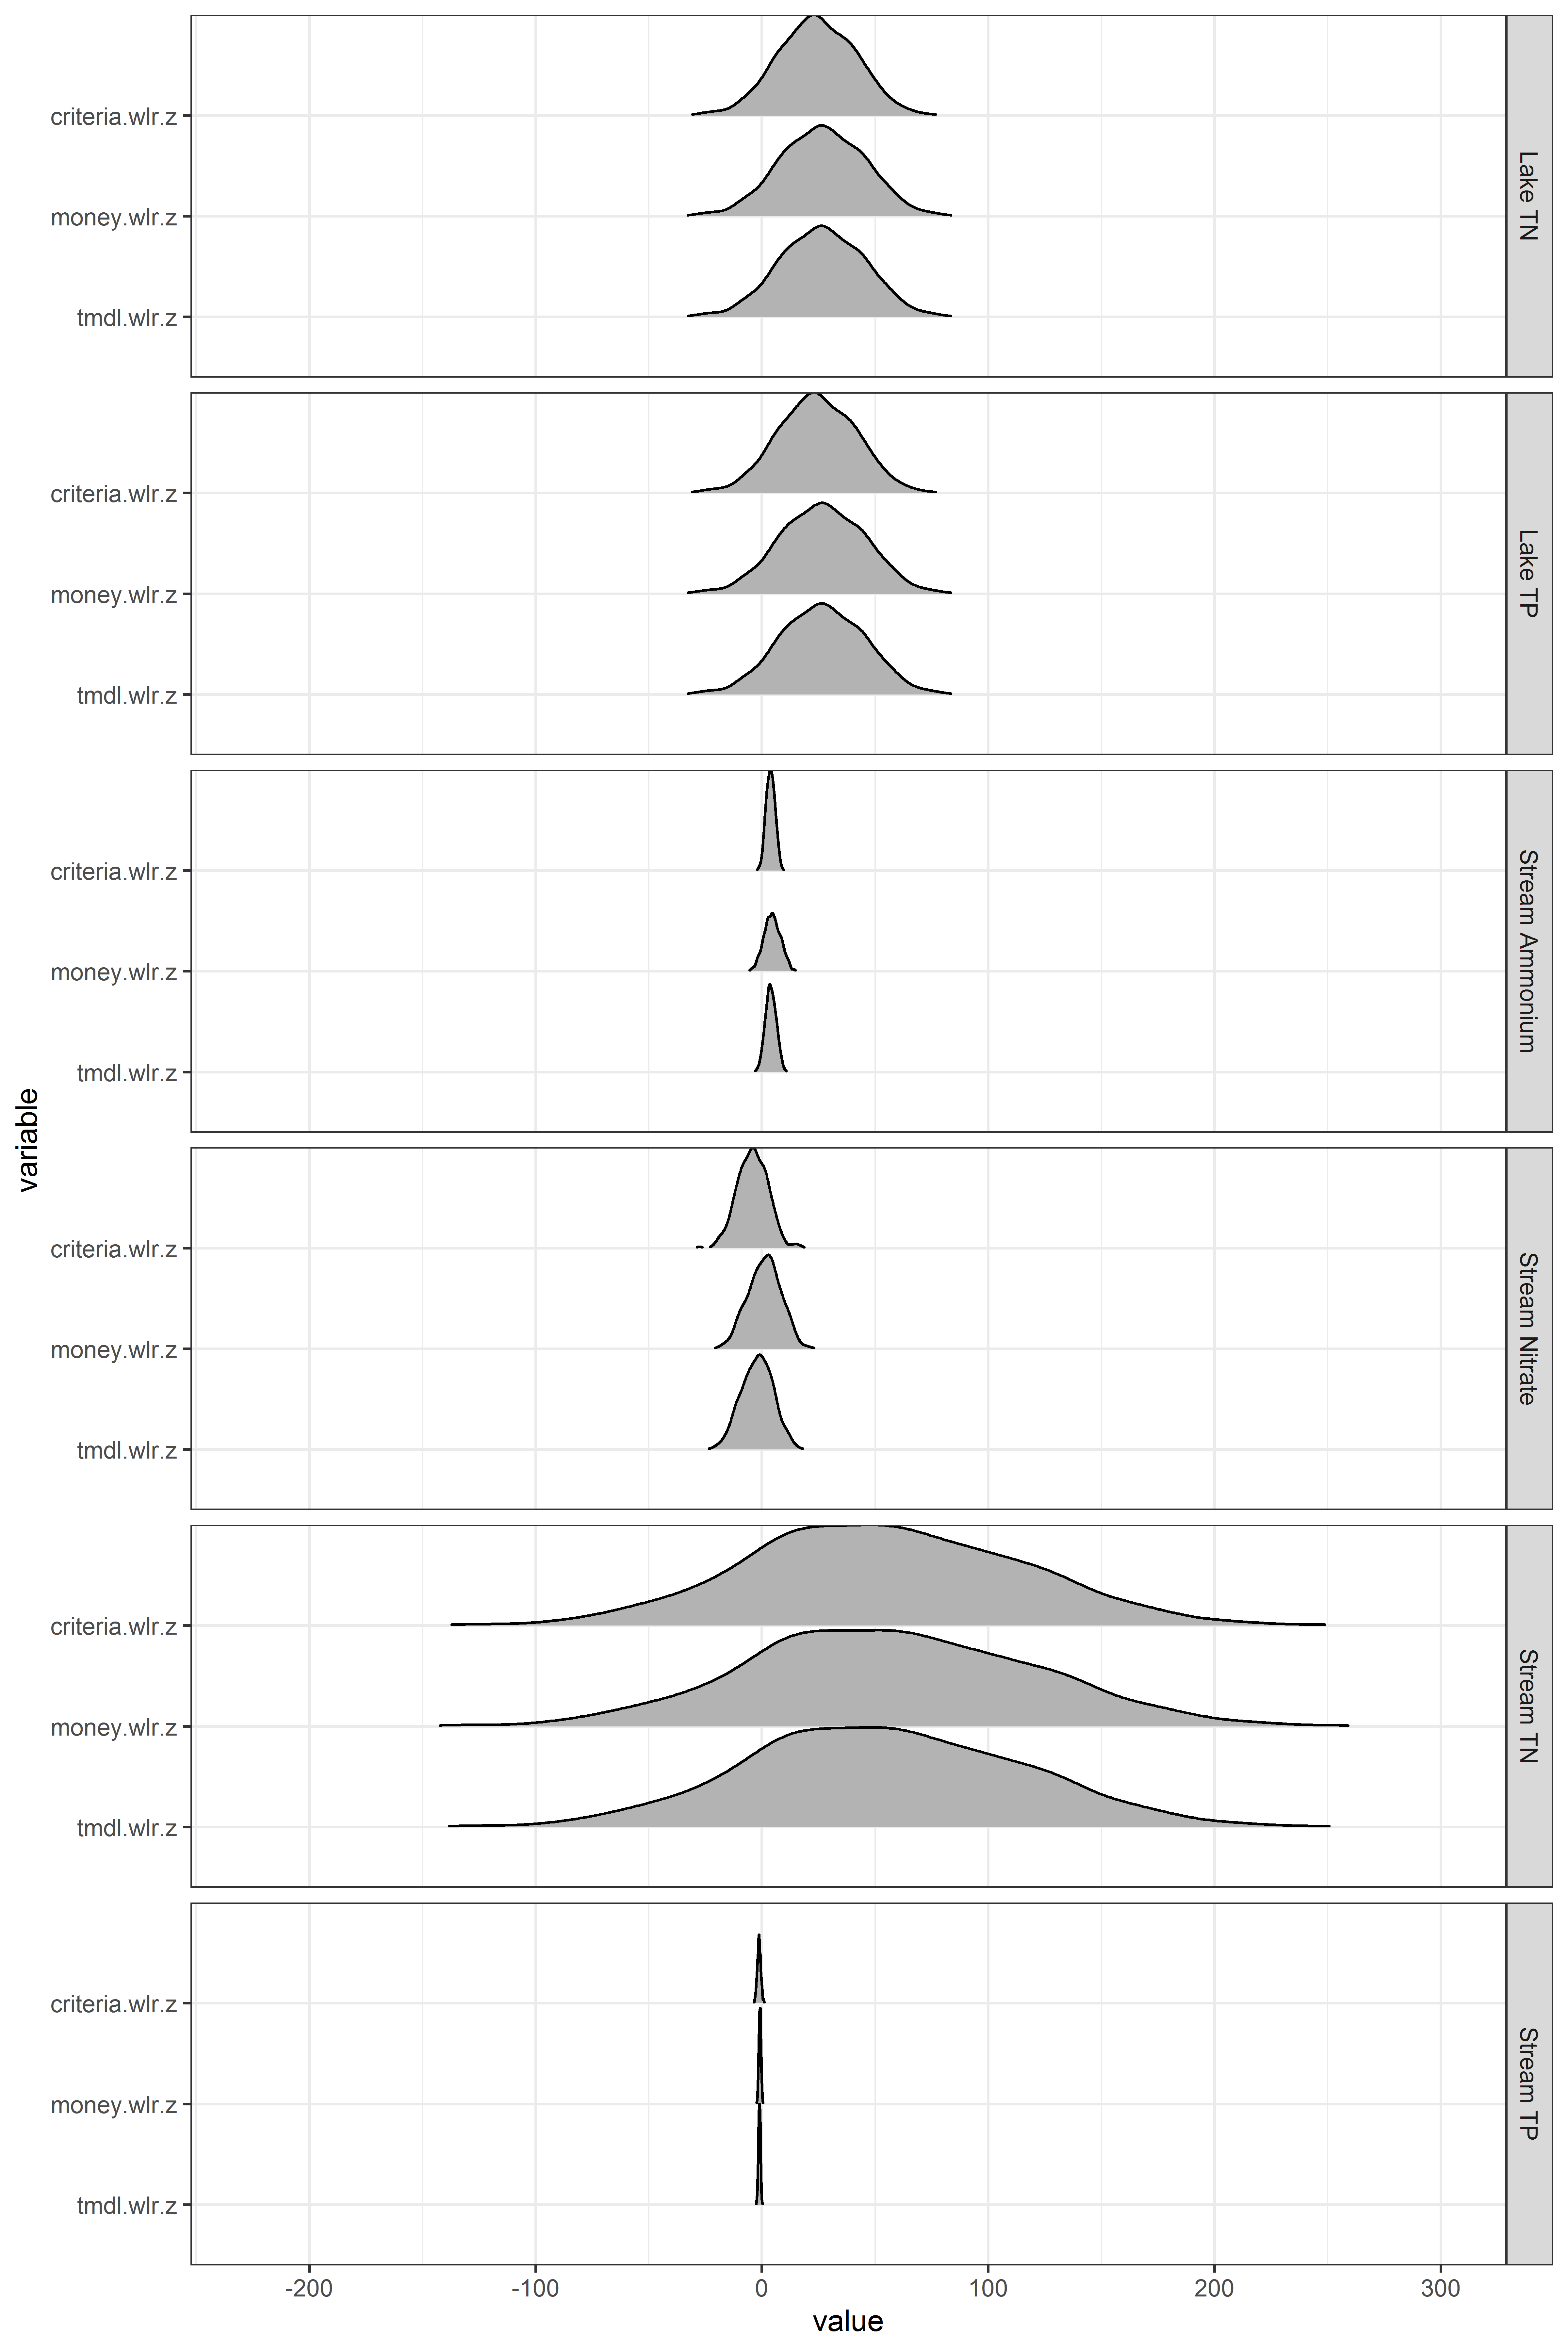 variable
criteria.wlr.z
money.wlr.z
tmdl.wlr.z
Lake TN
criteria.wlr.z
money.wlr.z
tmdl.wlr.z
Lake TP
criteria.wlr.z
money.wlr.z
tmdl.wlr.z
Stream Ammonium
criteria.wlr.z
money.wlr.z
tmdl.wlr.z
Stream Nitrate
criteria.wlr.z
money.wlr.z
tmdl.wlr.z
Stream TN
criteria.wlr.z
money.wlr.z
tmdl.wlr.z
Stream TP
-200 -100 0 100 200 300
value